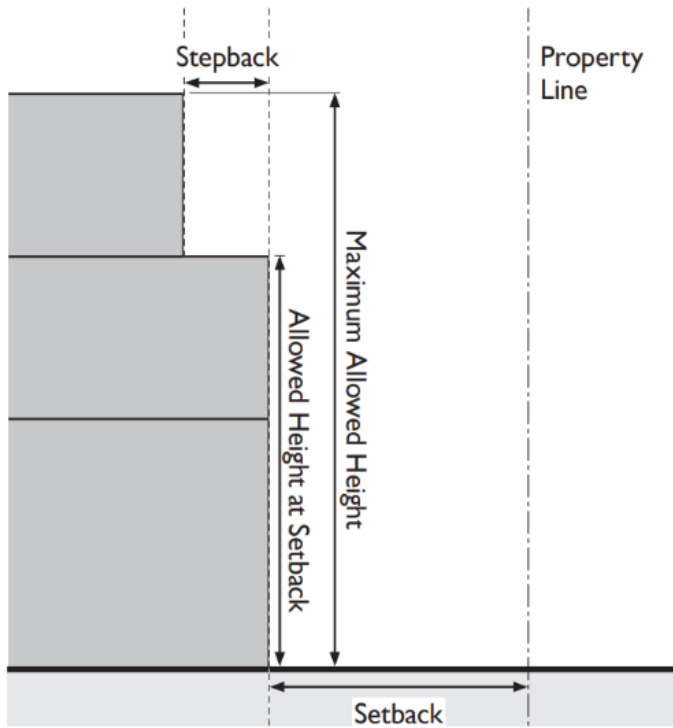 Stepback
Property
Line
Maximum Allowed Height
Allowed Height at Setback
Setback